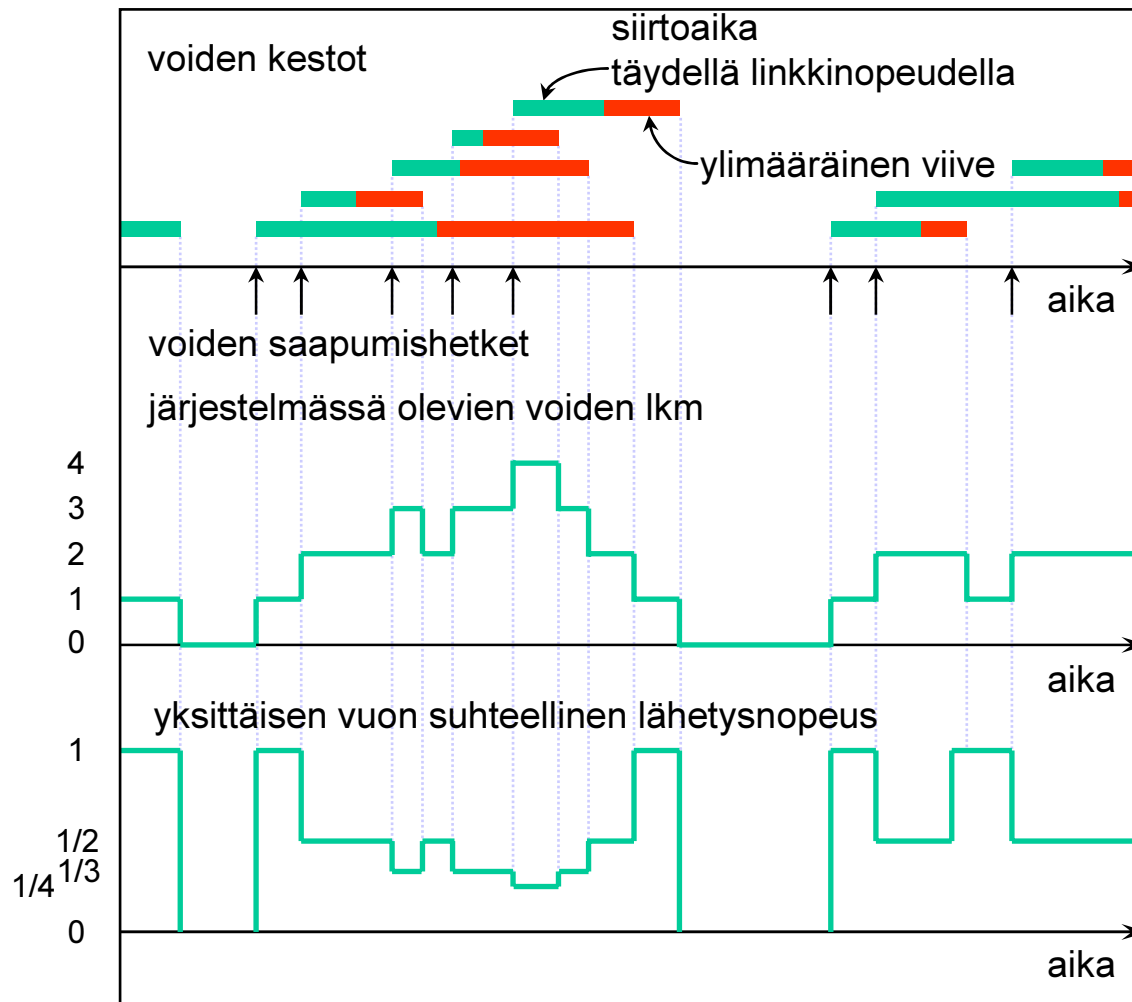 siirtoaika
voiden kestot
täydellä linkkinopeudella
ylimääräinen viive
aika
voiden saapumishetket
järjestelmässä olevien voiden lkm
4
3
2
1
0
aika
yksittäisen vuon suhteellinen lähetysnopeus
1
1/2
1/3
1/4
0
aika